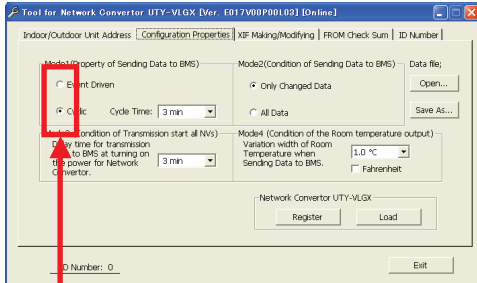 Tool for Network Convertor UTY-VLGX [Ver. E017V00P00L03] [Online]
Indoor/Outdoor Unit Address Configuration Properties XIF Making/Modifying FROM Check Sum ID Number
Mode1(Property of Sending Data to BMS) Mode2(Condition of Sending Data to BMS) Data file;
Event Driven Only Changed Data Open...
Cyclic Cycle Time: 3 min All Data Save As...
Condition of Transmission start all NVs) Mode4 (Condition of the Room temperature output)
time for transmission Variation width of Room
to BMS at turning on 3 min Temperature when 1.0 °C
power for Network Sending Data to BMS.
Convertor. Fahrenheit
Network Convertor UTY-VLGX
Register Load
D Number: 0 Exit